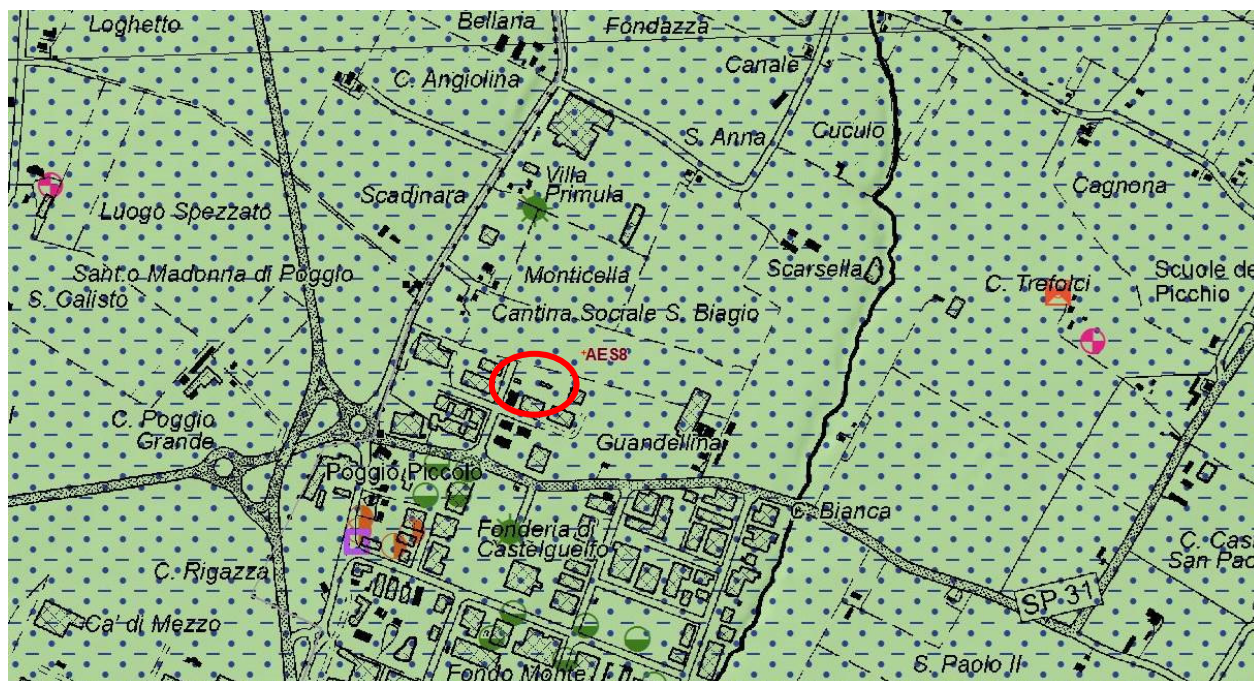 Loghetto
Bellaria
Fondazza
C. Angiolina
Canale
S. Anna
Cuculo
Villa
Primula
Scadinara
Luogo Spezzato
Cagnona
Sant.o Madonna di Poggio
S. Calisto
Monticella
Scarsella
C. Trefolci
Scuole de
Picchio
Cantina Sociale S. Biagio
AES8
C. Poggio
Grande
Guandellina
Poggio Piccolo
Fonderia di
Castelguelfo
C. Bianca
C. Rigazza
C. Cas
San Pao
SP 31
Ca' di Mezzo
Fondo Monte
S. Paolo II